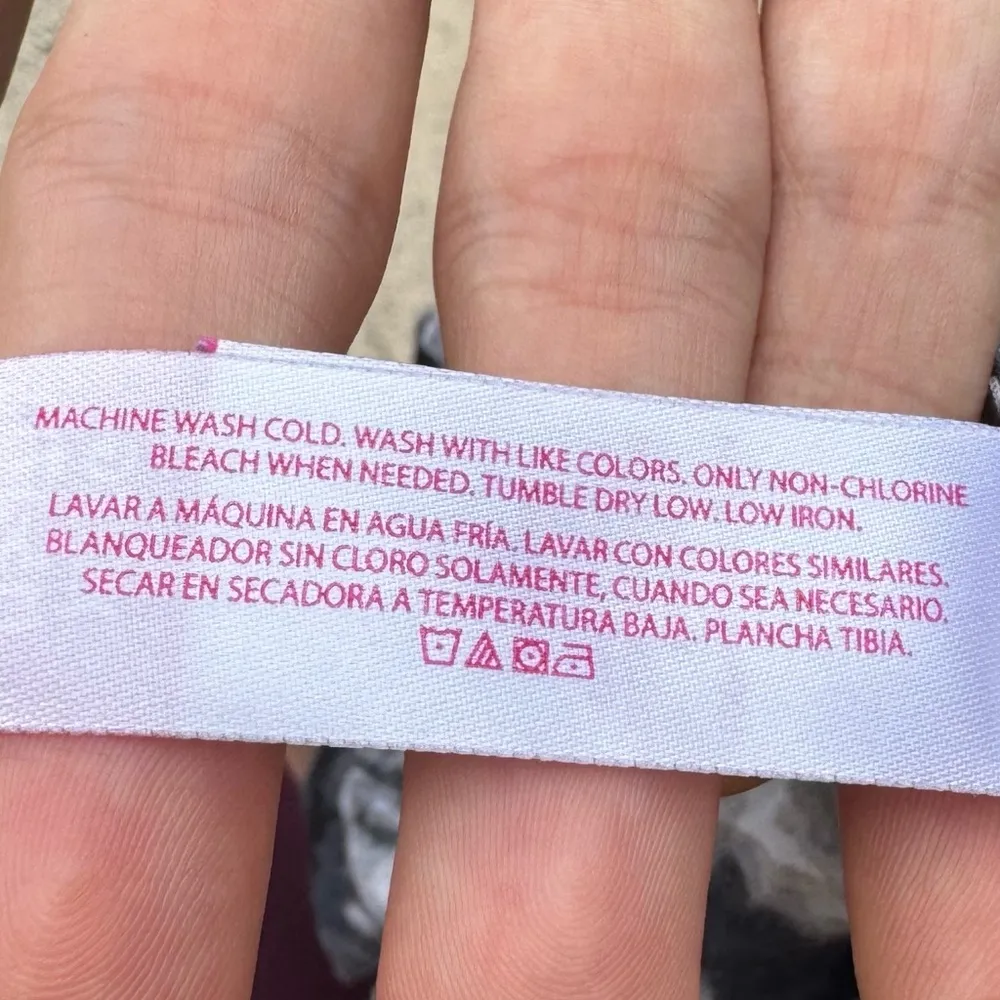 MACHINE WASH COLD. WASH WITH LIKE COLORS. ONLY NON-CHLORINE
BLEACH WHEN NEEDED. TUMBLE DRY LOW. LOW IRON.
LAVAR A MÁQUINA EN AGUA FRÍA. LAVAR CON COLORES SIMILARES.
BLANQUEADOR SIN CLORO SOLAMENTE, CUANDO SEA NECESARIO.
SECAR EN SECADORA A TEMPERATURA BAJA. PLANCHA TIBIA.